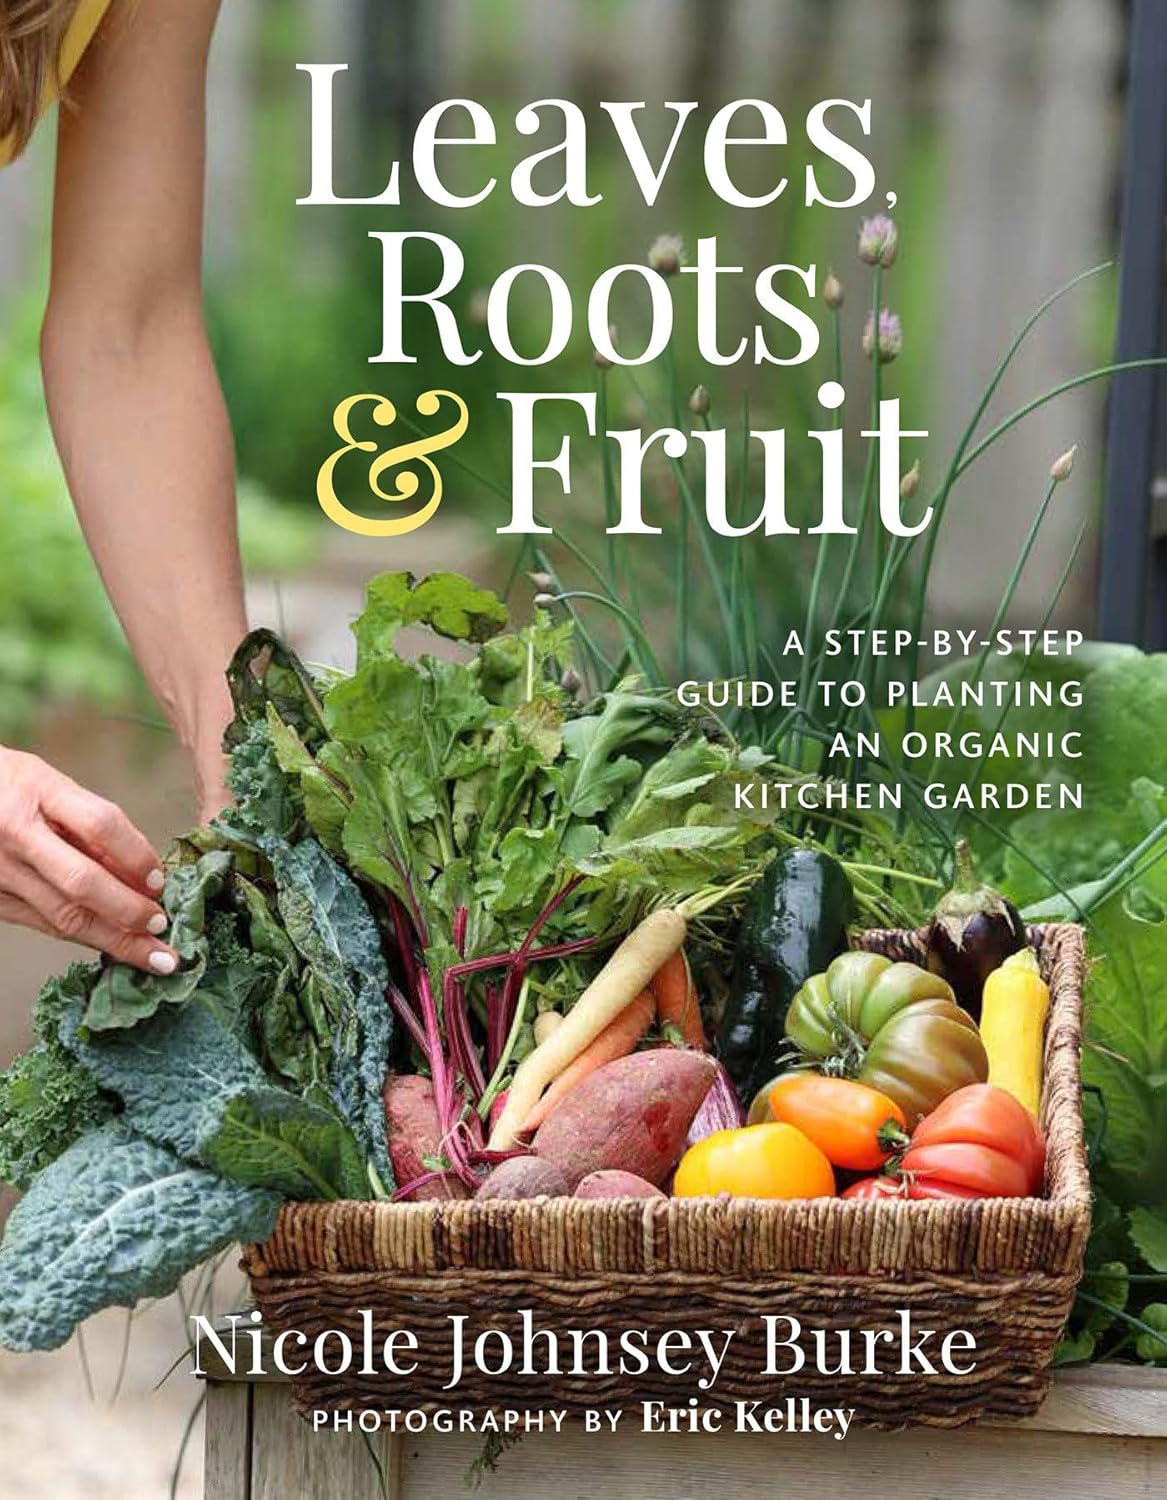 Leaves,
Roots
& Fruit
A STEP-BY-STEP
GUIDE TO PLANTING
AN ORGANIC
KITCHEN GARDEN
Nicole Johnsey Burke
PHOTOGRAPHY BY Eric Kelley